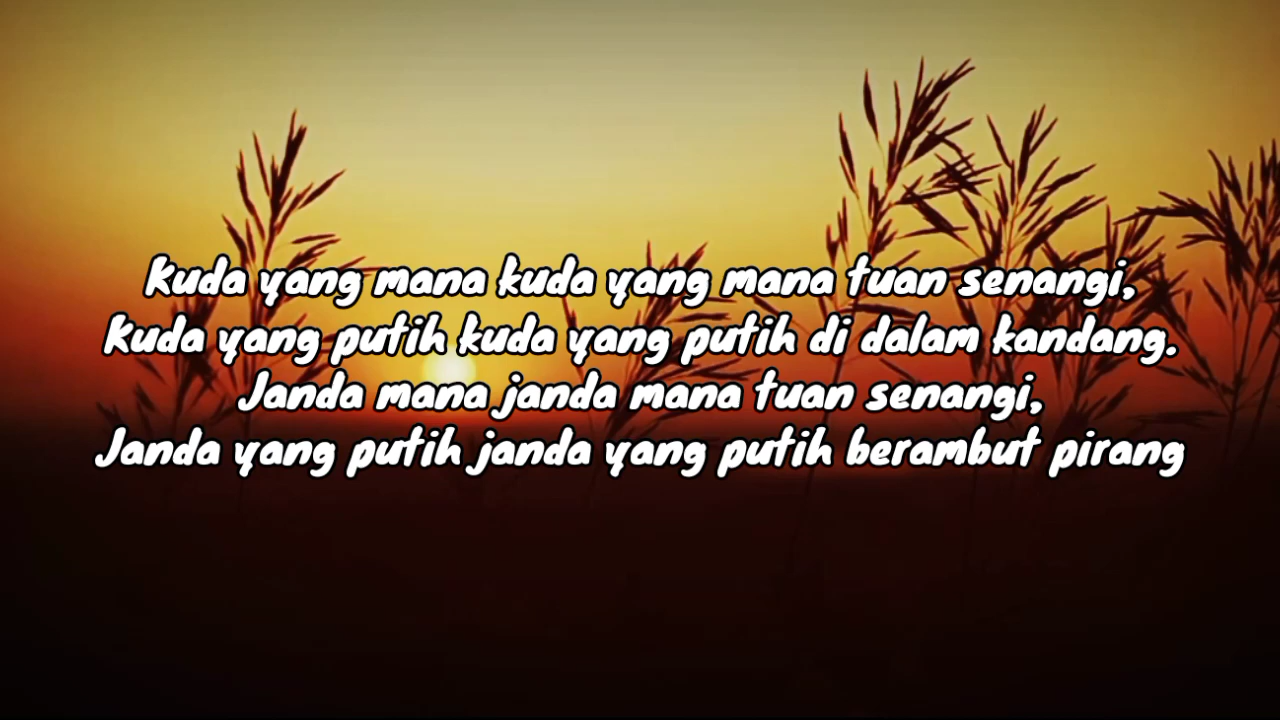 Kuda yang mana kuda yang mana tuan senangi,
Kuda yang putih kuda yang putih di dalam kandang.
Janda mana janda mana tuan senangi,
Janda yang putih janda yang putih berambut pirang